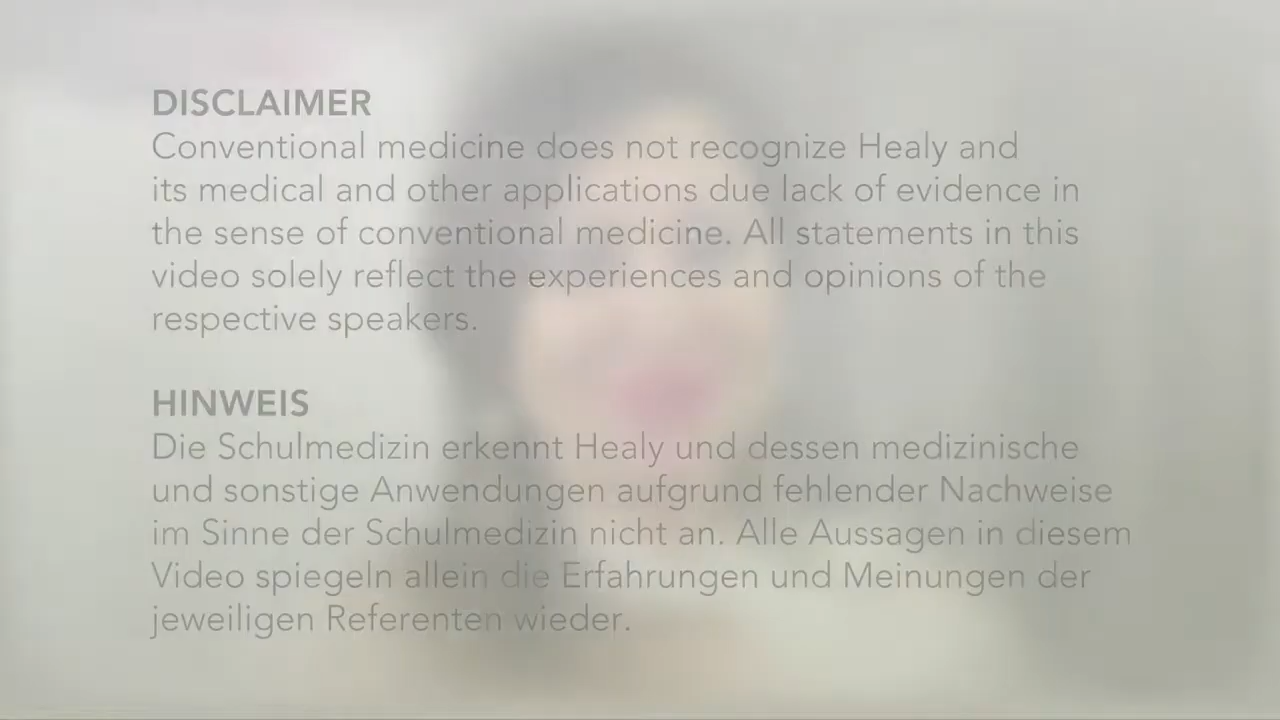 DISCLAIMER
Conventional medicine does not recognize Healy and
its medical and other applications due lack of evidence in
the sense of conventional medicine. All statements in this
video solely reflect the experiences and opinions of the
respective speakers.
HINWEIS
Die Schulmedizin erkennt Healy und dessen medizinische
und sonstige Anwendungen aufgrund fehlender Nachweise
im Sinne der Schulmedizin nicht an. Alle Aussagen in diesem
Video spiegeln allein die Erfahrungen und Meinungen der
jeweiligen Referenten wieder.